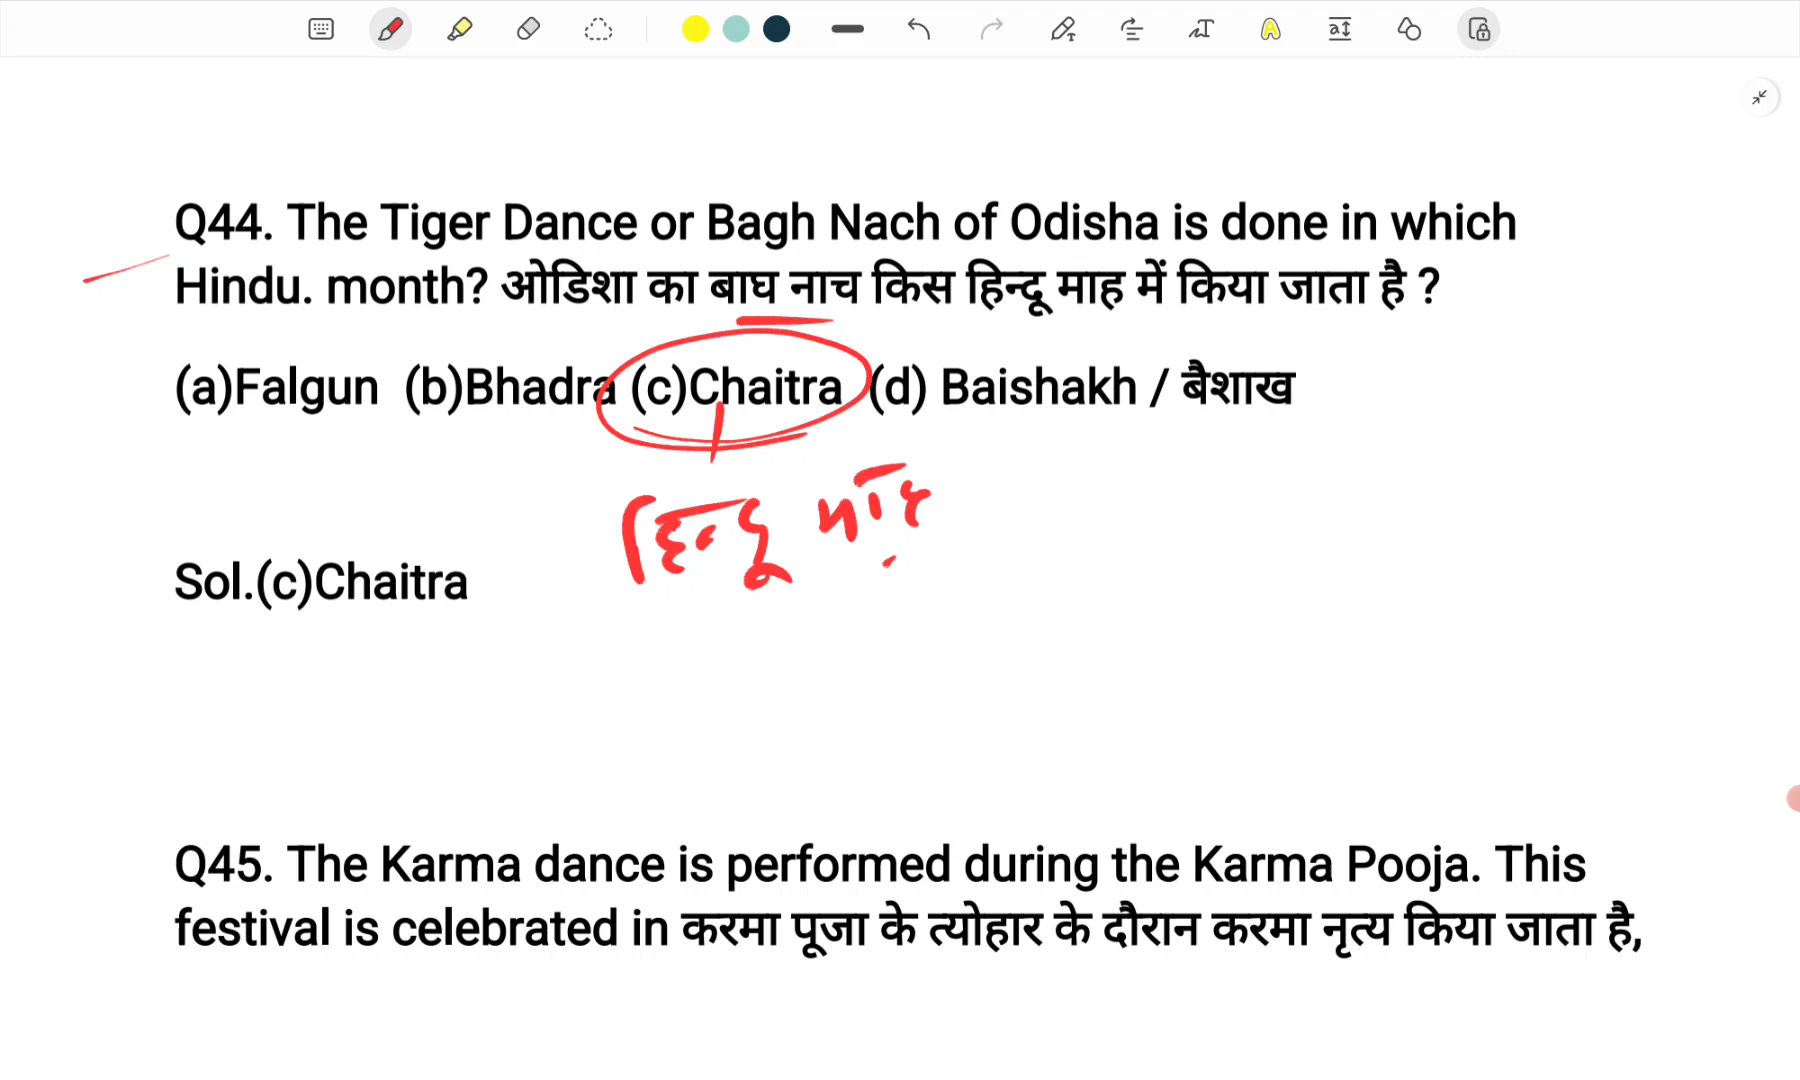 Q44. The Tiger Dance or Bagh Nach of Odisha is done in which
Hindu. month? ओडिशा का बाघ नाच किस हिन्दू माह में किया जाता है ?
(a)Falgun (b)Bhadra (c)Chaitra (d) Baishakh / बैशाख
हिन्दू माह
Sol.(c)Chaitra
Q45. The Karma dance is performed during the Karma Pooja. This
festival is celebrated in करमा पूजा के त्योहार के दौरान करमा नृत्य किया जाता है,